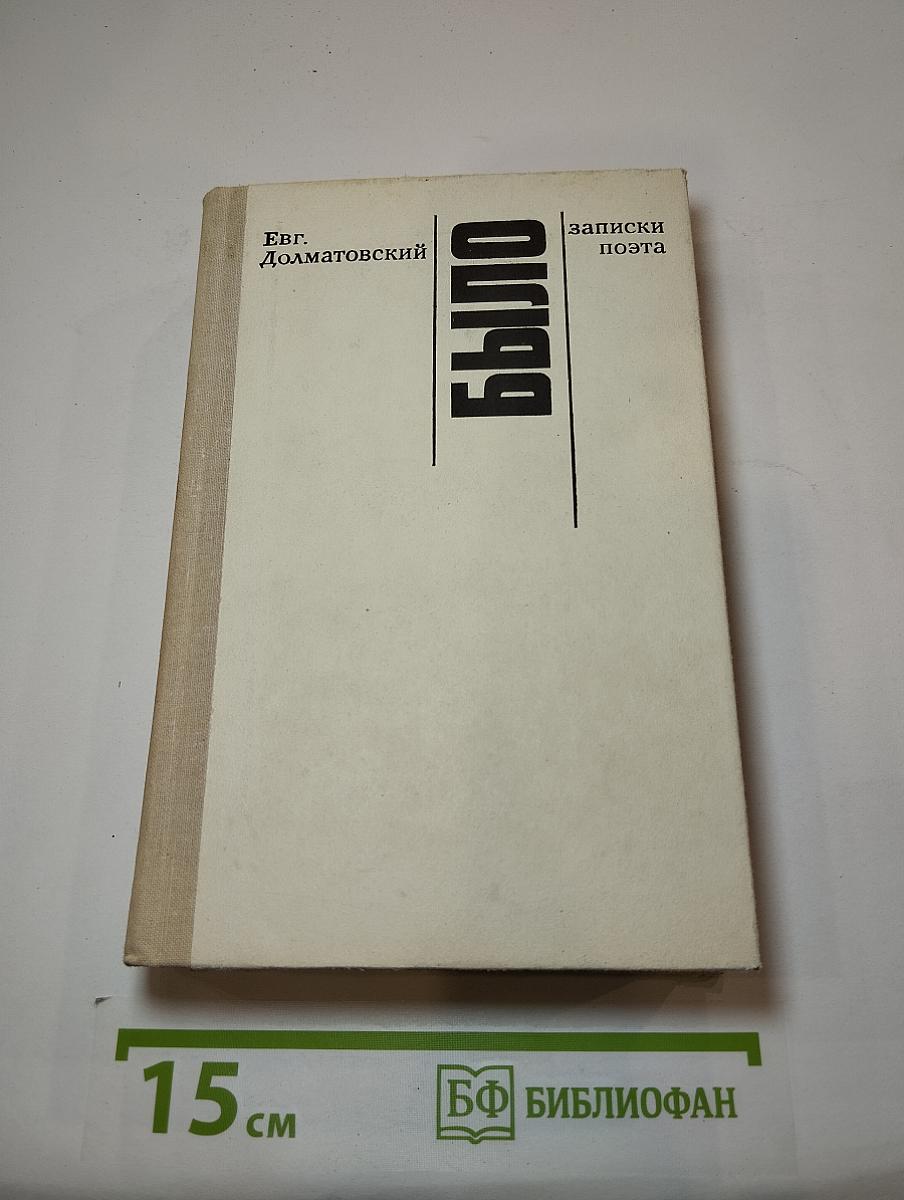 Евг.
Долматовский
БЫЛО
записки
поэта
15 см
БФ БИБЛИОФАН